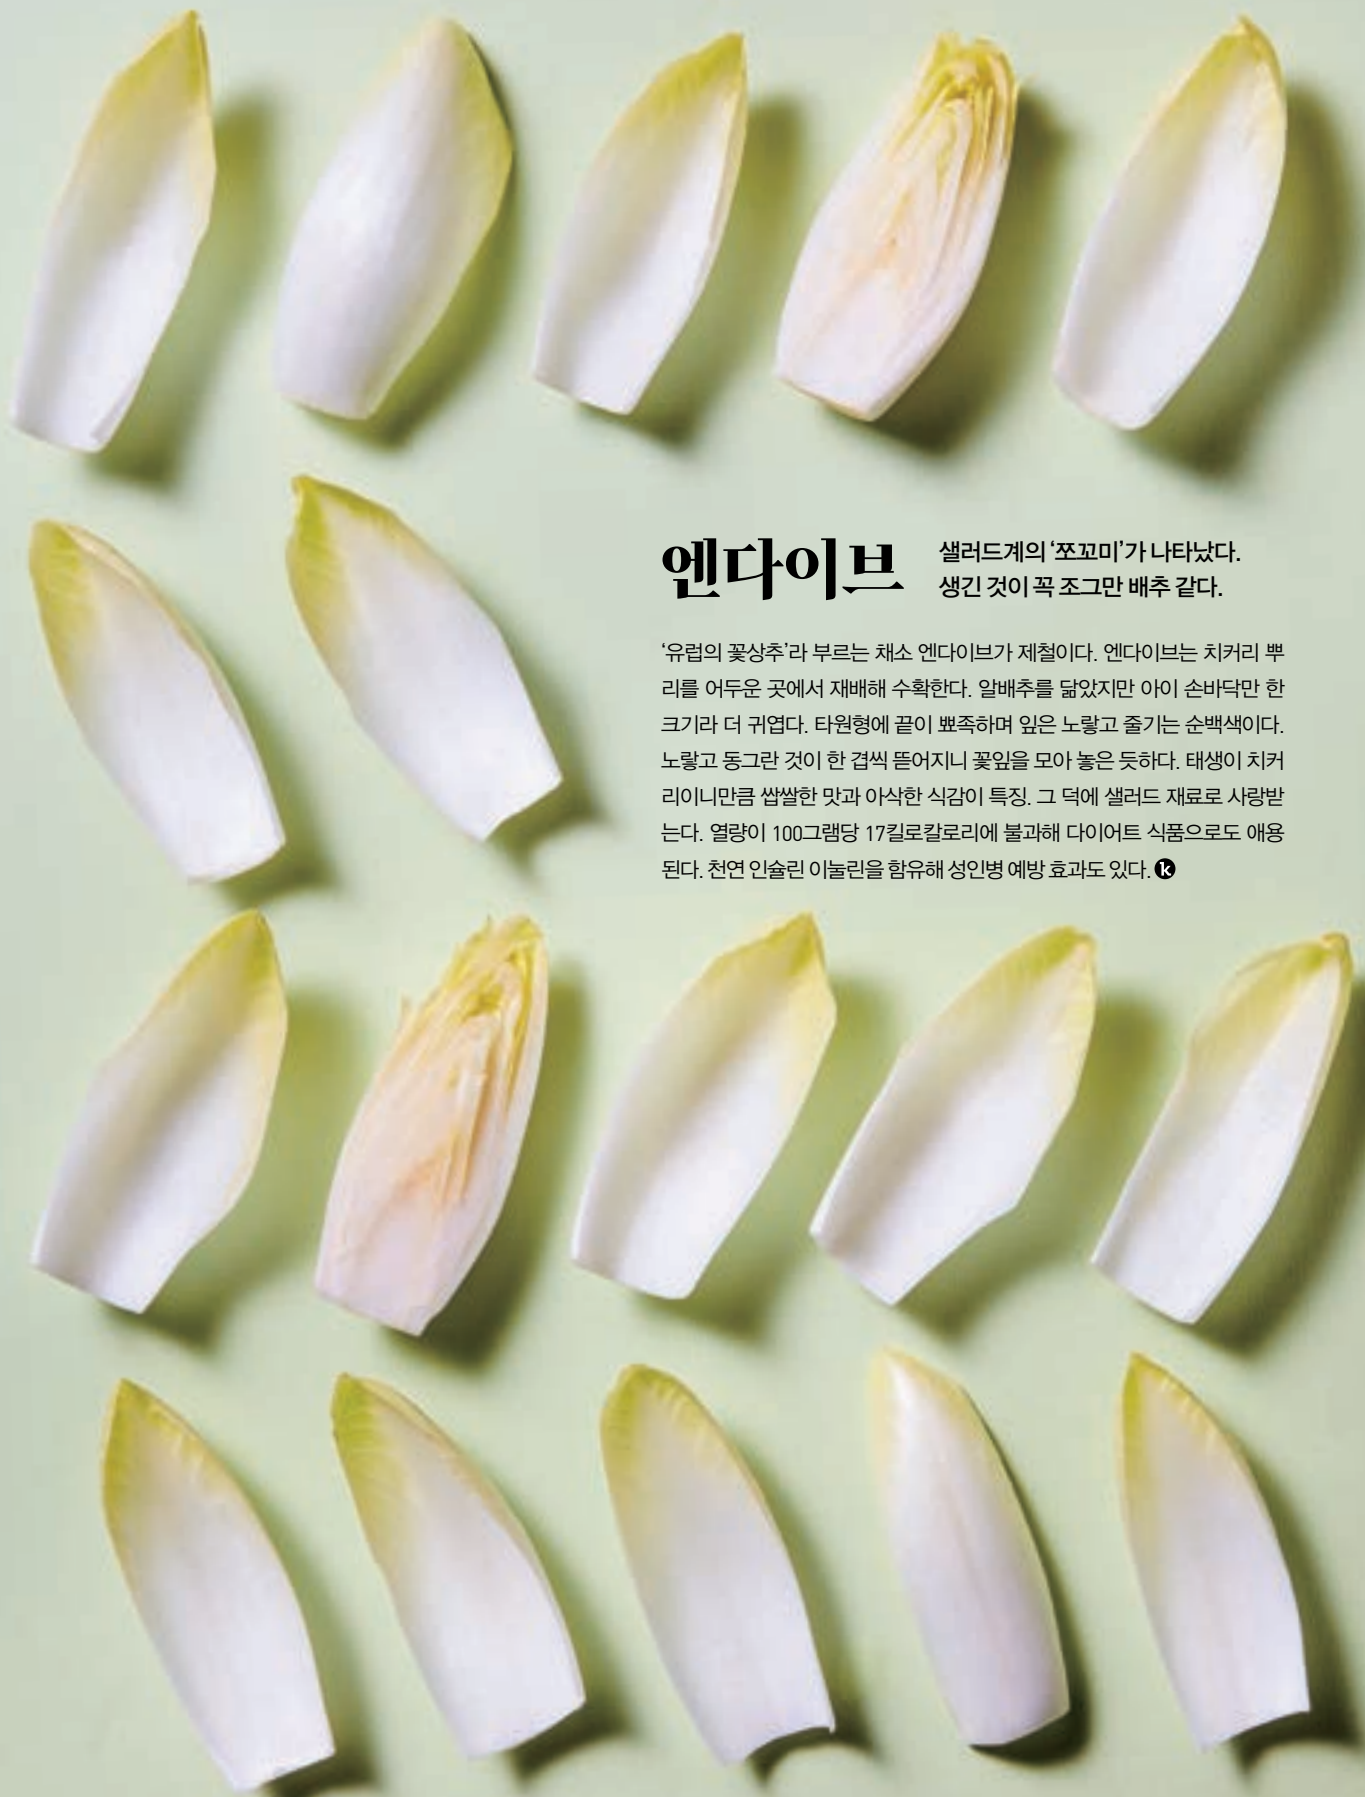 엔다이브
샐러드계의 ‘쪼꼬미’가 나타났다.
생긴 것이 꼭 조그만 배추 같다.
‘유럽의 꽃상추’라 부르는 채소 엔다이브가 제철이다. 엔다이브는 치커리 뿌
리를 어두운 곳에서 재배해 수확한다. 알배추를 닮았지만 아이 손바닥만 한
크기라 더 귀엽다. 타원형에 끝이 뾰족하며 잎은 노랗고 줄기는 순백색이다.
노랗고 동그란 것이 한 겹씩 뜯어지니 꽃잎을 모아 놓은 듯하다. 태생이 치커
리이니만큼 쌉쌀한 맛과 아삭한 식감이 특징. 그 덕에 샐러드 재료로 사랑받
는다. 열량이 100그램당 17킬로칼로리에 불과해 다이어트 식품으로도 애용
된다. 천연 인슐린 이눌린을 함유해 성인병 예방 효과도 있다. k